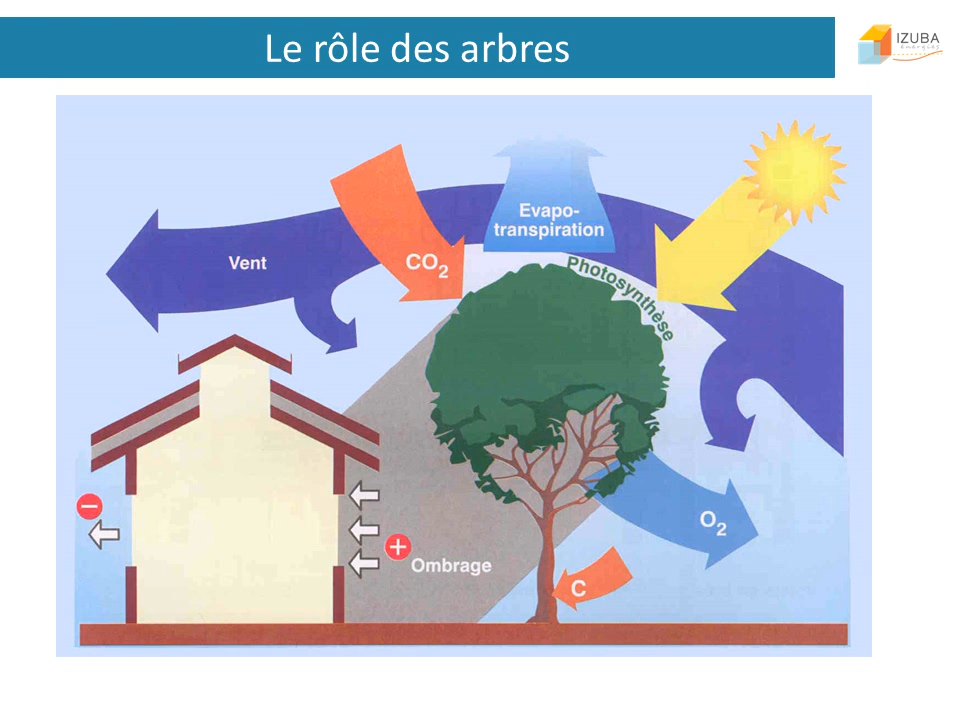 Le rôle des arbres
IZUBA
énergies
Evapo-
transpiration
Vent
CO₂
Photosynthèse
O₂
Ombrage
C
−
+